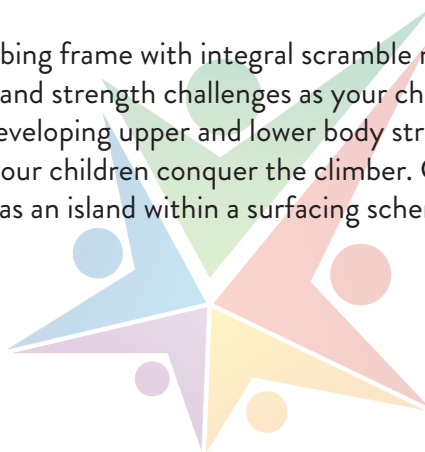 bing frame with integral scramble
and strength challenges as your ch
eveloping upper and lower body str
our children conquer the climber.
as an island within a surfacing sche